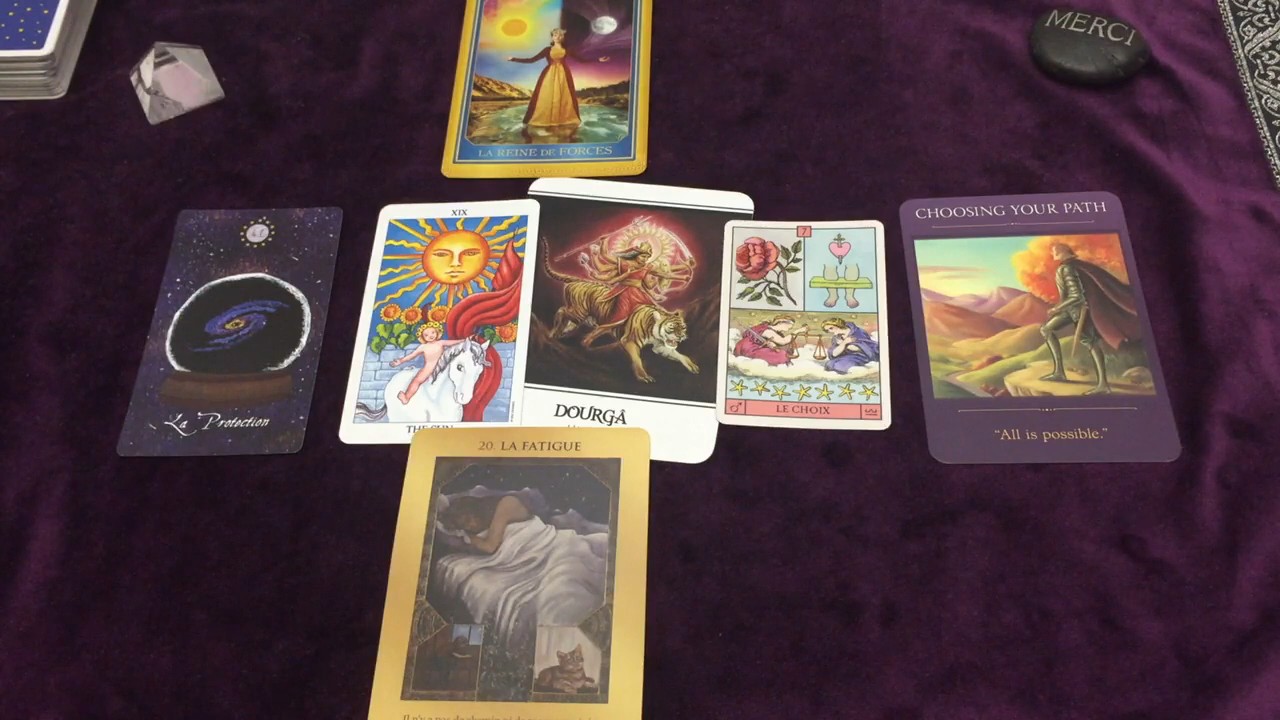 MERCI
LA REINE DE FORCES
La Protection
XIX
THE SUN
DOURGÂ
7
LE CHOIX
CHOOSING YOUR PATH
"All is possible."
20. LA FATIGUE